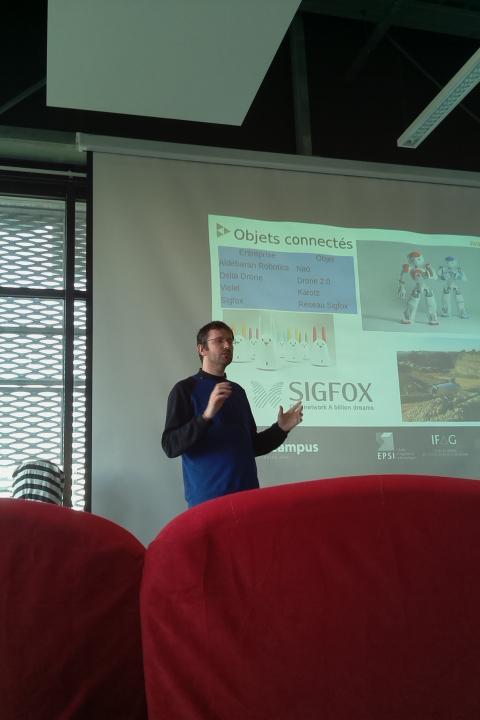 Objets connectés
Entreprise Objet
Aldebaran Robotics Nao
Delta Drone Drone 2.0
Violet Karotz
Sigfox Réseau Sigfox
SIGFOX
network A billion dreams
campus
EPSI
IFAG